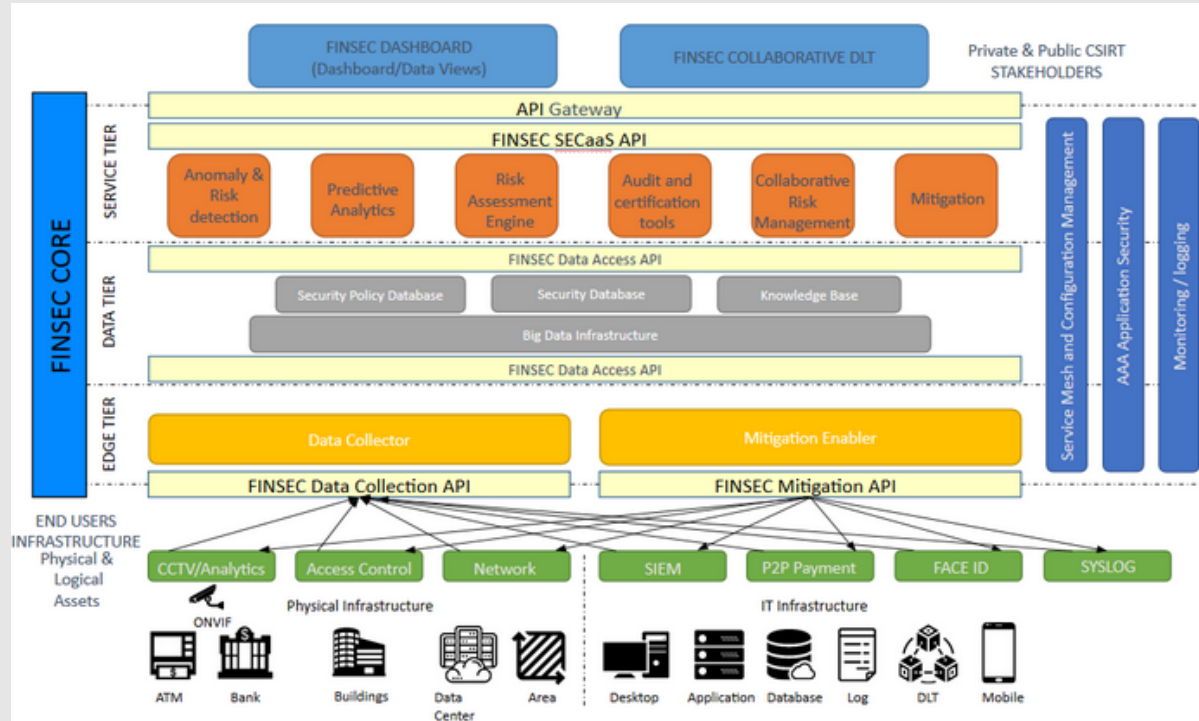 FINSEC DASHBOARD
(Dashboard/Data Views)
FINSEC COLLABORATIVE DLT
Private & Public CSIRT
STAKEHOLDERS
FINSEC CORE
SERVICE TIER
API Gateway
FINSEC SECaaS API
Anomaly &
Risk
detection
Predictive
Analytics
Risk
Assessment
Engine
Audit and
certification
tools
Collaborative
Risk
Management
Mitigation
DATA TIER
FINSEC Data Access API
Security Policy Database
Security Database
Knowledge Base
Big Data Infrastructure
FINSEC Data Access API
EDGE TIER
Data Collector
Mitigation Enabler
FINSEC Data Collection API
FINSEC Mitigation API
Service Mesh and Configuration Management
AAA Application Security
Monitoring / logging
END USERS
INFRASTRUCTURE
Physical &
Logical
Assets
CCTV/Analytics
Access Control
Network
SIEM
P2P Payment
FACE ID
SYSLOG
ONVIF
Physical Infrastructure
IT Infrastructure
ATM
Bank
Buildings
Data
Center
Area
Desktop
Application
Database
Log
DLT
Mobile